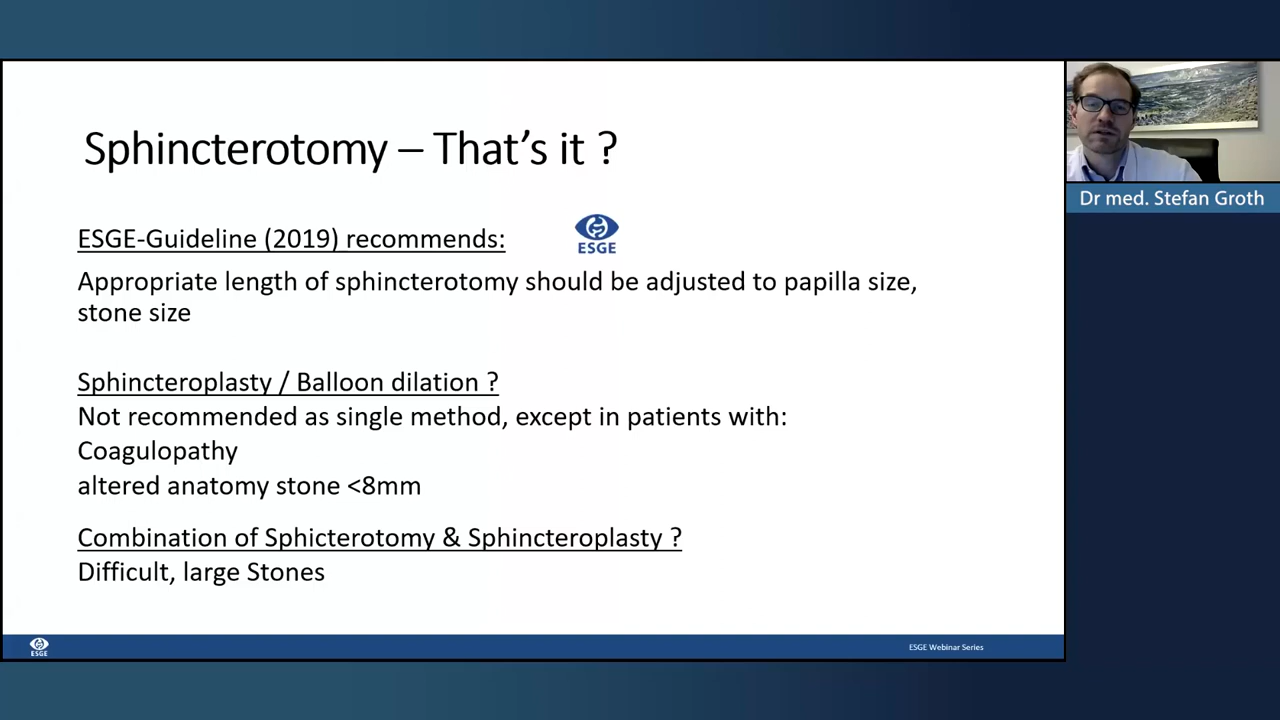 Sphincterotomy – That's it ?
ESGE-Guideline (2019) recommends:
ESGE
Appropriate length of sphincterotomy should be adjusted to papilla size,
stone size
Sphincteroplasty / Balloon dilation ?
Not recommended as single method, except in patients with:
Coagulopathy
altered anatomy stone <8mm
Combination of Sphicterotomy & Sphincteroplasty ?
Difficult, large Stones
ESGE
ESGE Webinar Series
Dr med. Stefan Groth